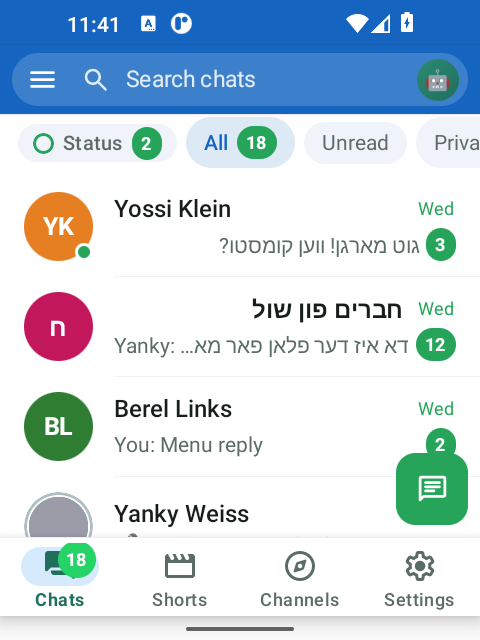 11:41
Search chats
Status 2
All 18
Unread
Priva
Yossi Klein
Wed
גוט מארגן! ווען קומסטו?
3
חברים פון שול
Wed
Yanky: דא איז דער פלאן פאר מא...
12
Berel Links
Wed
You: Menu reply
2
Yanky Weiss
18
Chats
Shorts
Channels
Settings